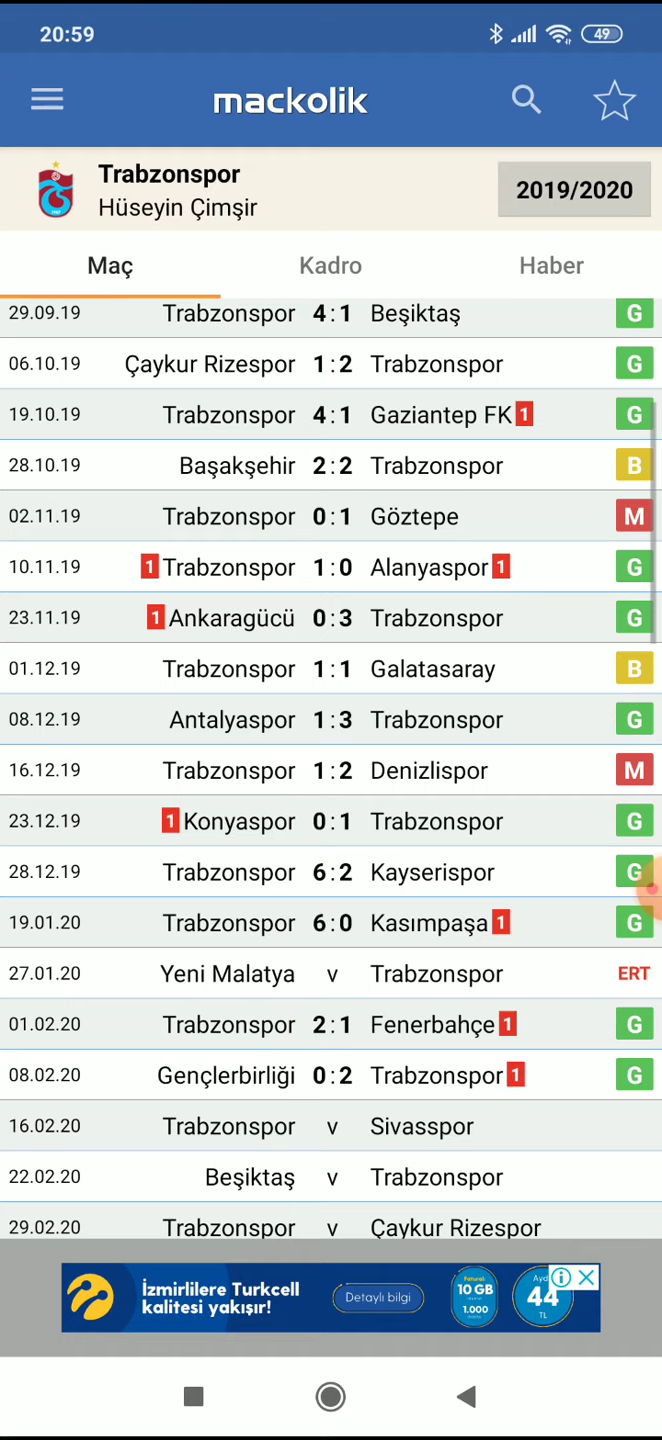 20:59 49
mackolik
Trabzonspor
Hüseyin Çimşir
2019/2020
Maç Kadro Haber
29.09.19 Trabzonspor 4:1 Beşiktaş G
06.10.19 Çaykur Rizespor 1:2 Trabzonspor G
19.10.19 Trabzonspor 4:1 Gaziantep FK 1 G
28.10.19 Başakşehir 2:2 Trabzonspor B
02.11.19 Trabzonspor 0:1 Göztepe M
10.11.19 1 Trabzonspor 1:0 Alanyaspor 1 G
23.11.19 1 Ankaragücü 0:3 Trabzonspor G
01.12.19 Trabzonspor 1:1 Galatasaray B
08.12.19 Antalyaspor 1:3 Trabzonspor G
16.12.19 Trabzonspor 1:2 Denizlispor M
23.12.19 1 Konyaspor 0:1 Trabzonspor G
28.12.19 Trabzonspor 6:2 Kayserispor G
19.01.20 Trabzonspor 6:0 Kasımpaşa 1 G
27.01.20 Yeni Malatya v Trabzonspor ERT
01.02.20 Trabzonspor 2:1 Fenerbahçe 1 G
08.02.20 Gençlerbirliği 0:2 Trabzonspor 1 G
16.02.20 Trabzonspor v Sivasspor
22.02.20 Beşiktaş v Trabzonspor
29.02.20 Trabzonspor v Çaykur Rizespor
İzmirlilere Turkcell
kalitesi yakışır!
Detaylı bilgi
10 GB
1.000
44
TL